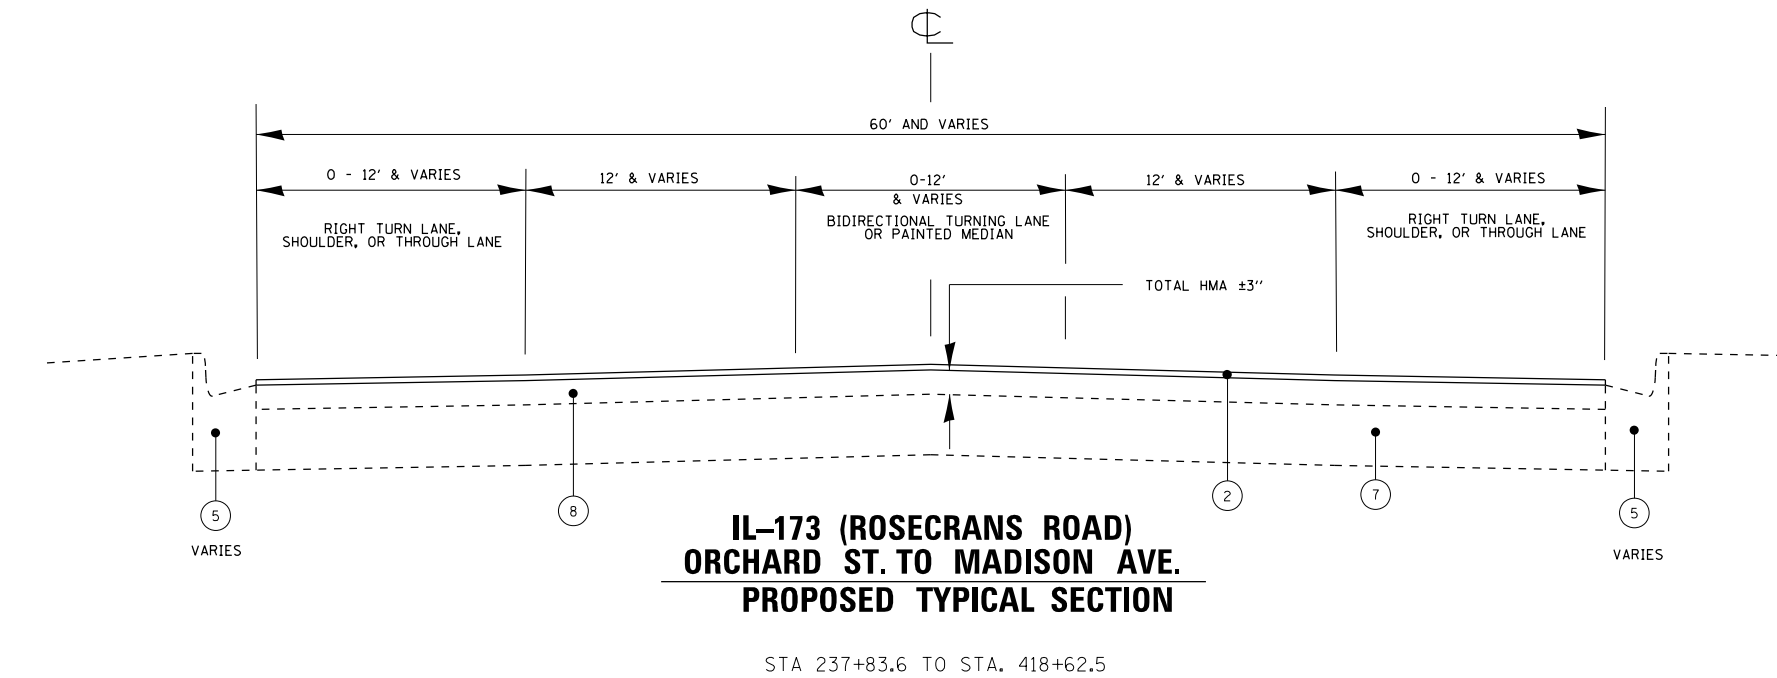 ℄
60' AND VARIES
0 - 12' & VARIES
12' & VARIES
0-12'
& VARIES
12' & VARIES
0 - 12' & VARIES
RIGHT TURN LANE,
SHOULDER, OR THROUGH LANE
BIDIRECTIONAL TURNING LANE
OR PAINTED MEDIAN
RIGHT TURN LANE,
SHOULDER, OR THROUGH LANE
TOTAL HMA ±3''
5
VARIES
8
2
7
5
VARIES
IL–173 (ROSECRANS ROAD)
ORCHARD ST. TO MADISON AVE.
PROPOSED TYPICAL SECTION
STA 237+83.6 TO STA. 418+62.5